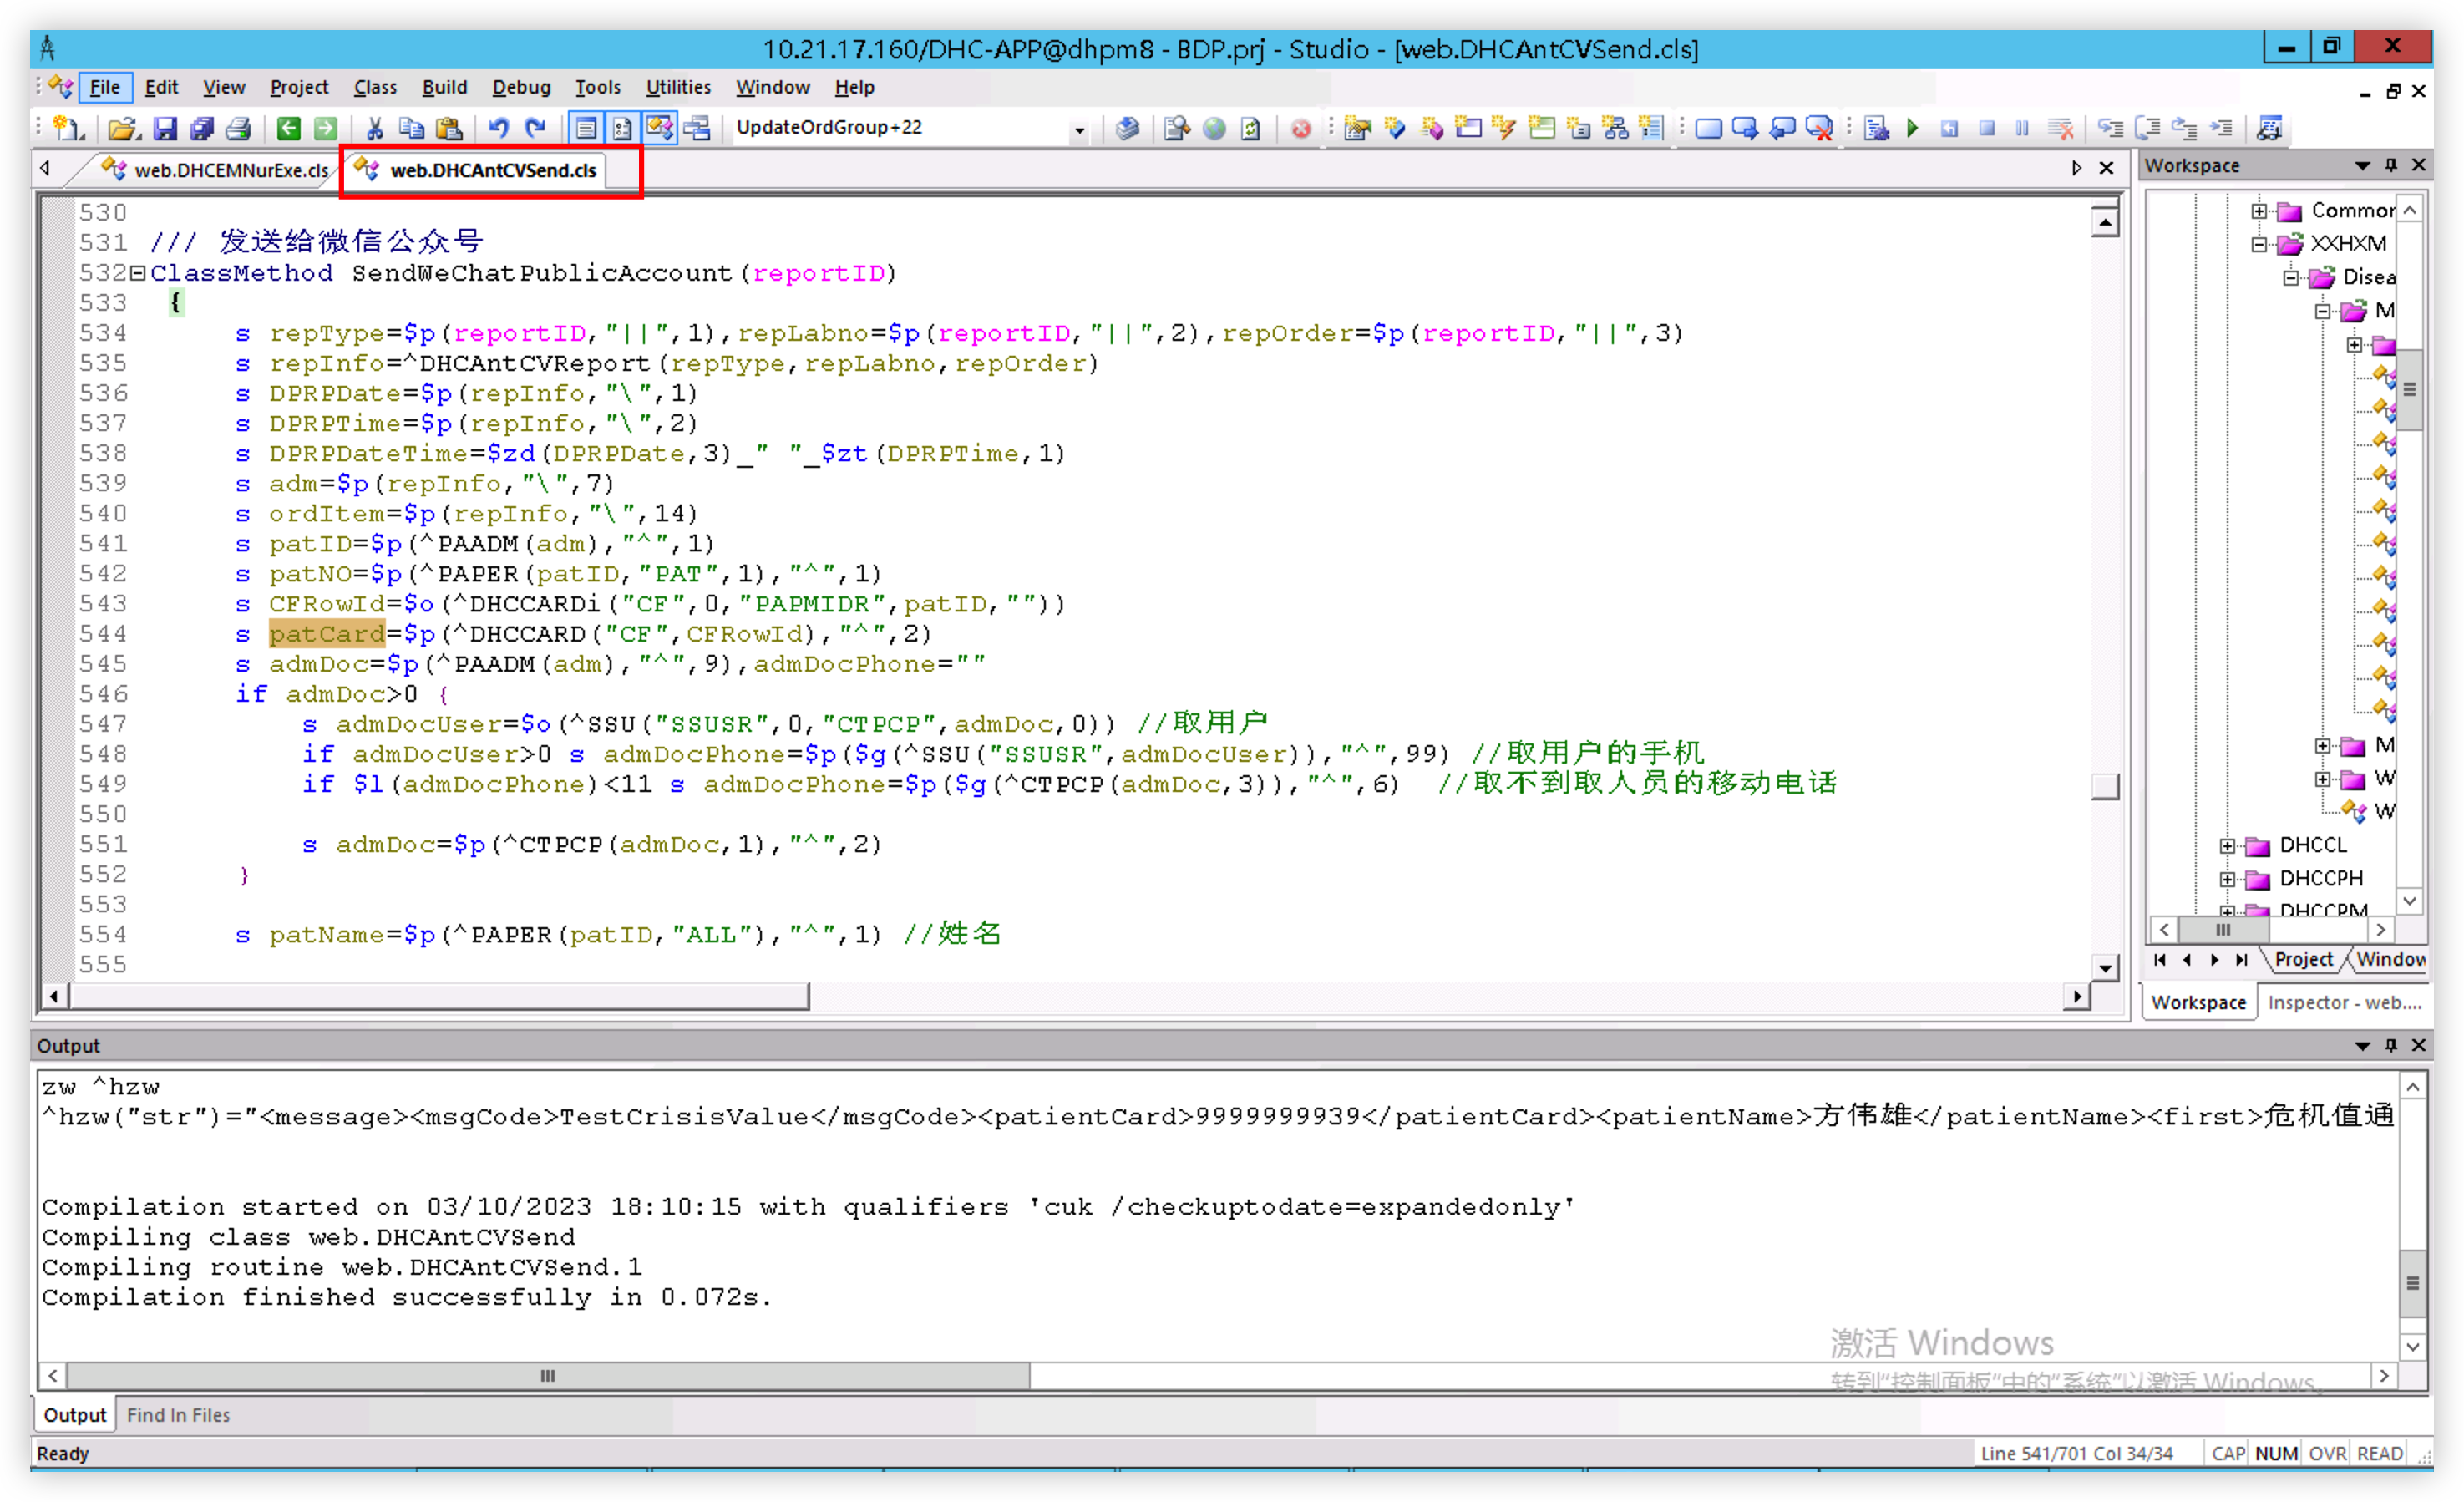 10.21.17.160/DHC-APP@dhpm8 - BDP.prj - Studio - [web.DHCAntCVSend.cls]
File Edit View Project Class Build Debug Tools Utilities Window Help
UpdateOrdGroup+22
web.DHCEMNurExe.cls web.DHCAntCVSend.cls
530
531 /// 发送给微信公众号
532 ClassMethod SendWeChatPublicAccount(reportID)
533 {
534 s repType=$p(reportID,"||",1),repLabno=$p(reportID,"||",2),repOrder=$p(reportID,"||",3)
535 s repInfo=^DHCAntCVReport(repType,repLabno,repOrder)
536 s DPRPDate=$p(repInfo,"\",1)
537 s DPRPTime=$p(repInfo,"\",2)
538 s DPRPDateTime=$zd(DPRPDate,3)_" "_$zt(DPRPTime,1)
539 s adm=$p(repInfo,"\",7)
540 s ordItem=$p(repInfo,"\",14)
541 s patID=$p(^PAADM(adm),"^",1)
542 s patNO=$p(^PAPER(patID,"PAT",1),"^",1)
543 s CFRowId=$o(^DHCCARDi("CF",0,"PAPMIDR",patID,""))
544 s patCard=$p(^DHCCARD("CF",CFRowId),"^",2)
545 s admDoc=$p(^PAADM(adm),"^",9),admDocPhone=""
546 if admDoc>0 {
547 s admDocUser=$o(^SSU("SSUSR",0,"CTPCP",admDoc,0)) //取用户
548 if admDocUser>0 s admDocPhone=$p($g(^SSU("SSUSR",admDocUser)),"^",99) //取用户的手机
549 if $l(admDocPhone)<11 s admDocPhone=$p($g(^CTPCP(admDoc,3)),"^",6) //取不到取人员的移动电话
550
551 s admDoc=$p(^CTPCP(admDoc,1),"^",2)
552 }
553
554 s patName=$p(^PAPER(patID,"ALL"),"^",1) //姓名
555
Workspace
Common
XXHXM
Disea
M
M
W
W
DHCCL
DHCCPH
DHCCPM
Project Window
Workspace Inspector - web....
Output
zw ^hzw
^hzw("str")="<message><msgCode>TestCrisisValue</msgCode><patientCard>9999999939</patientCard><patientName>方伟雄</patientName><first>危机值通
Compilation started on 03/10/2023 18:10:15 with qualifiers 'cuk /checkuptodate=expandedonly'
Compiling class web.DHCAntCVSend
Compiling routine web.DHCAntCVSend.1
Compilation finished successfully in 0.072s.
激活 Windows
转到"控制面板"中的"系统"以激活 Windows。
Output Find In Files
Ready
Line 541/701 Col 34/34 CAP NUM OVR READ